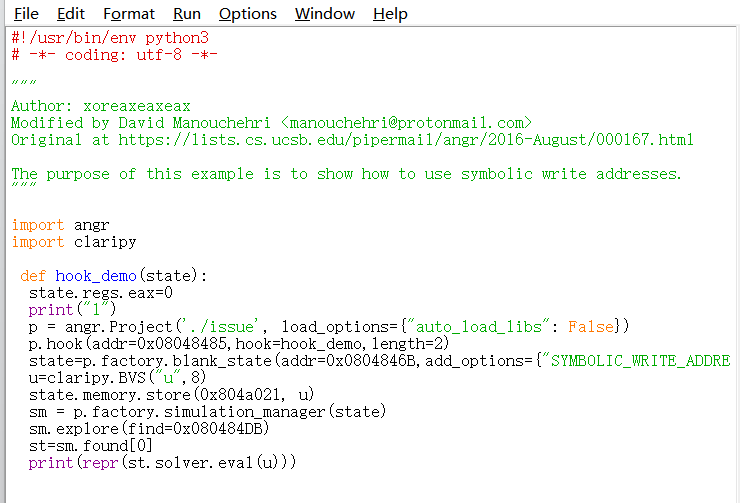 File Edit Format Run Options Window Help
#!/usr/bin/env python3
# -*- coding: utf-8 -*-
"""
Author: xoreaxeaxeax
Modified by David Manouchehri <manouchehri@protonmail.com>
Original at https://lists.cs.ucsb.edu/pipermail/angr/2016-August/000167.html
The purpose of this example is to show how to use symbolic write addresses.
"""
import angr
import claripy
def hook_demo(state):
state.regs.eax=0
print("1")
p = angr.Project('./issue', load_options={"auto_load_libs": False})
p.hook(addr=0x08048485,hook=hook_demo,length=2)
state=p.factory.blank_state(addr=0x0804846B,add_options={"SYMBOLIC_WRITE_ADDRE
u=claripy.BVS("u",8)
state.memory.store(0x804a021, u)
sm = p.factory.simulation_manager(state)
sm.explore(find=0x080484DB)
st=sm.found[0]
print(repr(st.solver.eval(u)))